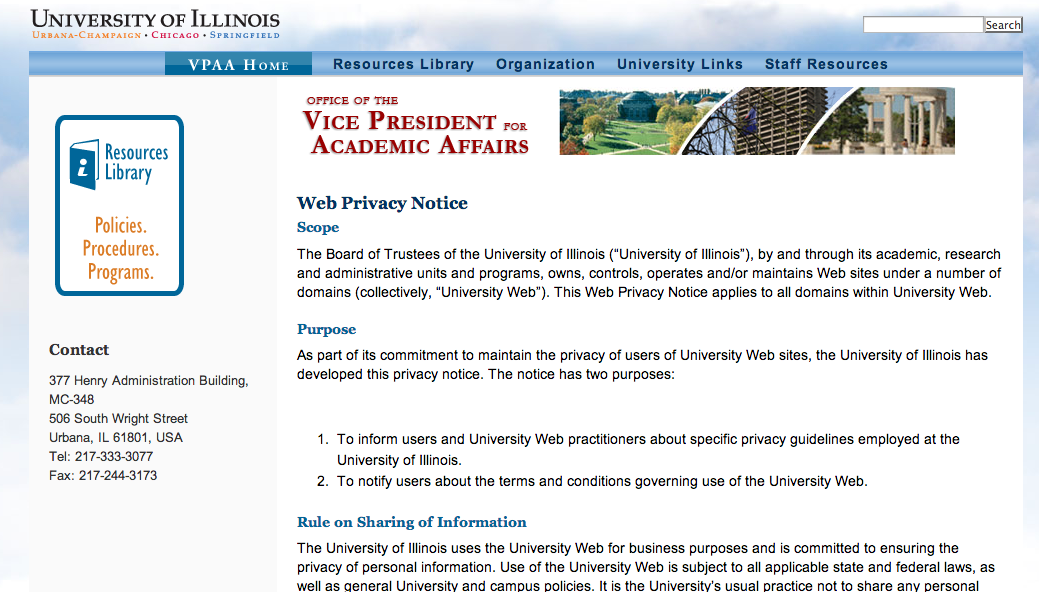 UNIVERSITY OF ILLINOIS
URBANA-CHAMPAIGN • CHICAGO • SPRINGFIELD
Search
VPAA HOME
Resources Library
Organization
University Links
Staff Resources
OFFICE OF THE
VICE PRESIDENT FOR
ACADEMIC AFFAIRS
i
Resources
Library
Policies.
Procedures.
Programs.
Contact
377 Henry Administration Building,
MC-348
506 South Wright Street
Urbana, IL 61801, USA
Tel: 217-333-3077
Fax: 217-244-3173
Web Privacy Notice
Scope
The Board of Trustees of the University of Illinois (“University of Illinois”), by and through its academic, research
and administrative units and programs, owns, controls, operates and/or maintains Web sites under a number of
domains (collectively, “University Web”). This Web Privacy Notice applies to all domains within University Web.
Purpose
As part of its commitment to maintain the privacy of users of University Web sites, the University of Illinois has
developed this privacy notice. The notice has two purposes:
1. To inform users and University Web practitioners about specific privacy guidelines employed at the
University of Illinois.
2. To notify users about the terms and conditions governing use of the University Web.
Rule on Sharing of Information
The University of Illinois uses the University Web for business purposes and is committed to ensuring the
privacy of personal information. Use of the University Web is subject to all applicable state and federal laws, as
well as general University and campus policies. It is the University's usual practice not to share any personal